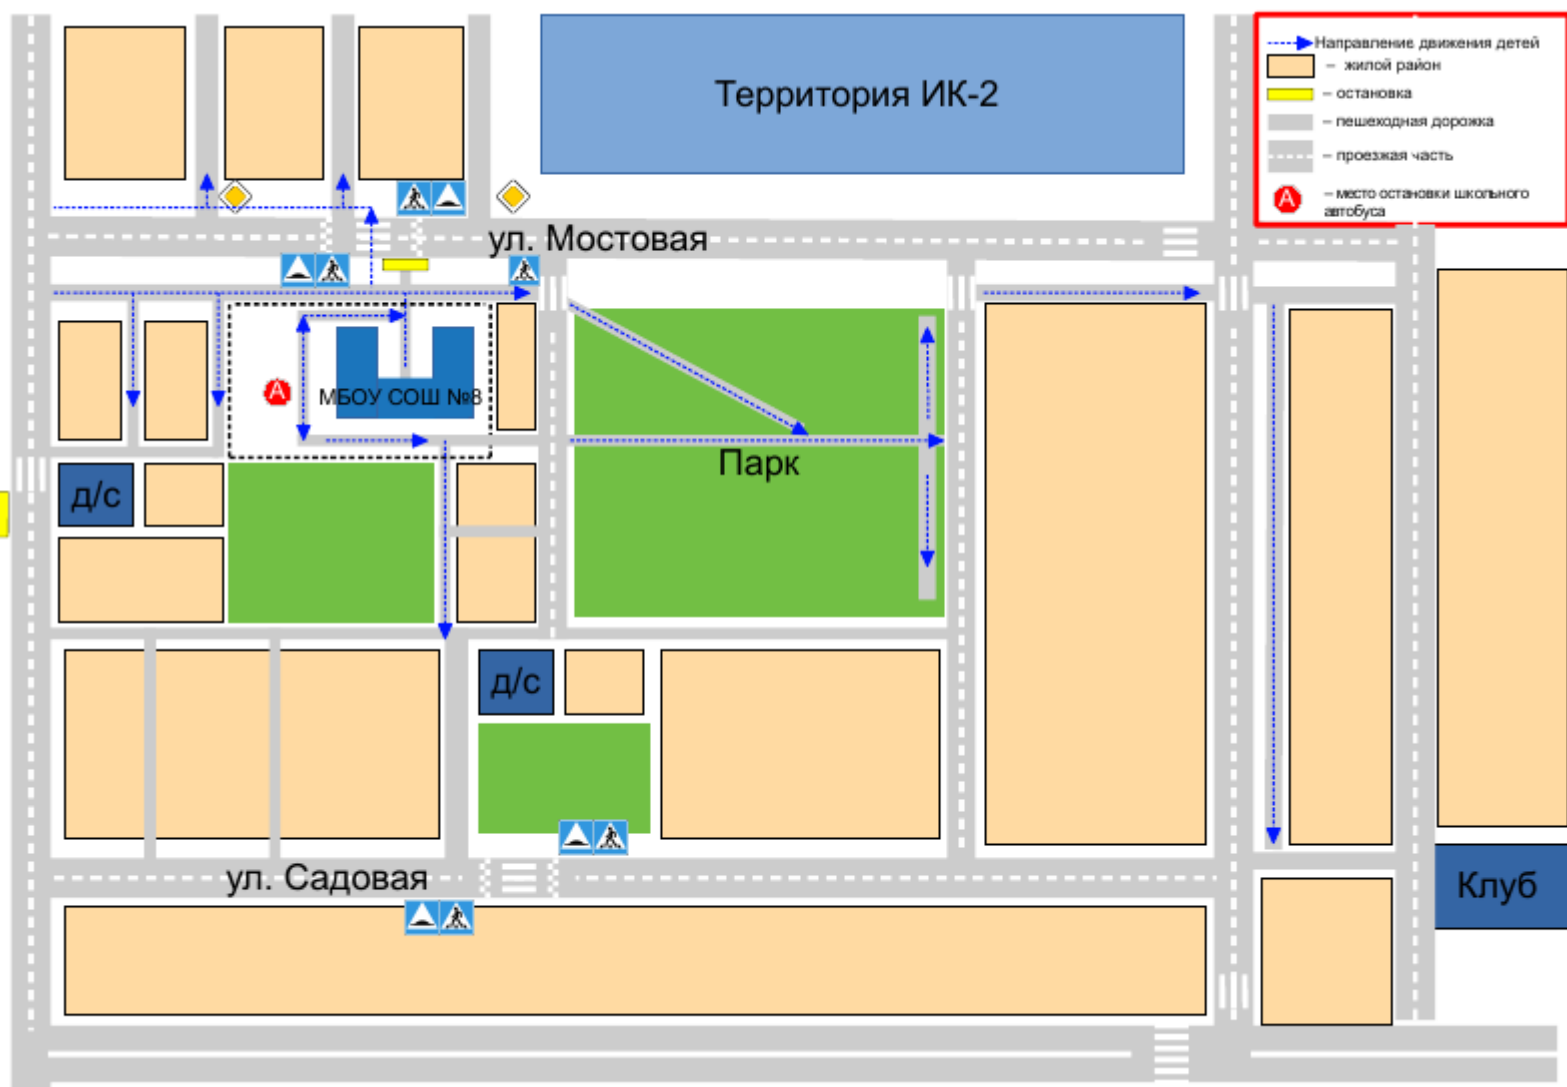 Территория ИК-2
Направление движения детей
– жилой район
– остановка
– пешеходная дорожка
– проезжая часть
А
– место остановки школьного
автобуса
ул. Мостовая
А
МБОУ СОШ №8
Парк
д/с
д/с
ул. Садовая
Клуб